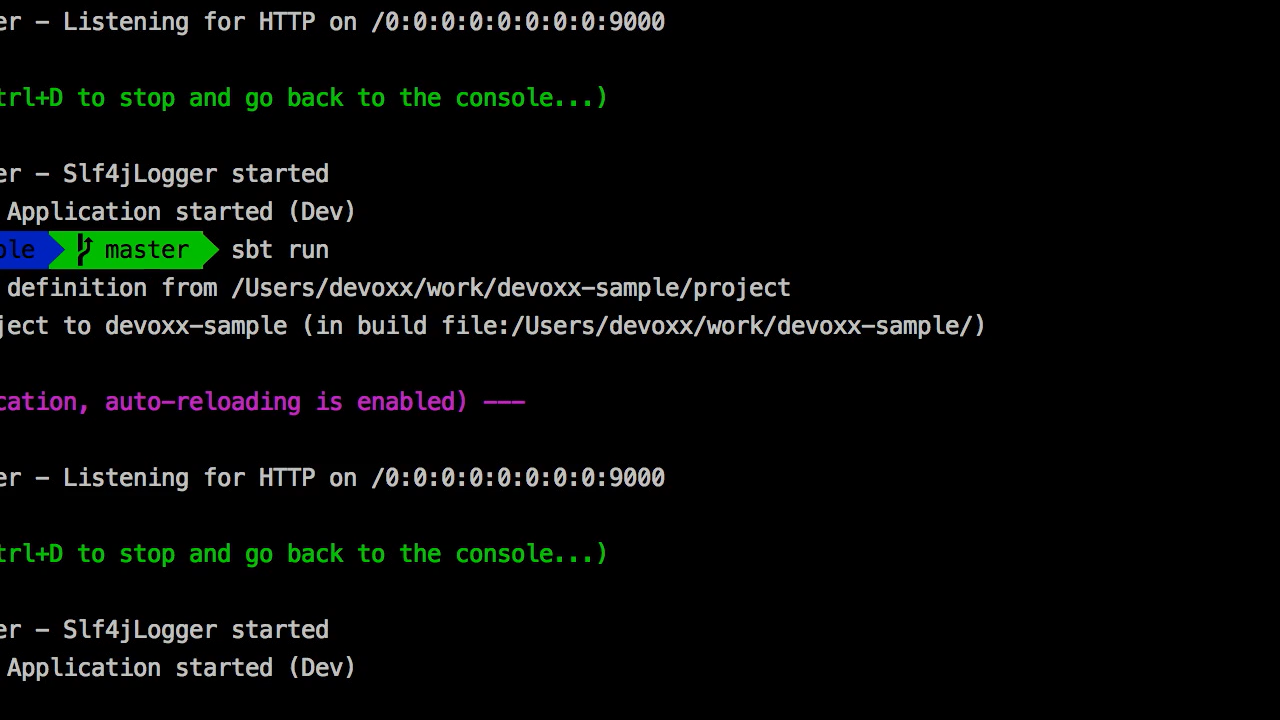 er – Listening for HTTP on /0:0:0:0:0:0:0:0:9000
trl+D to stop and go back to the console...)
er – Slf4jLogger started
Application started (Dev)
ple master sbt run
definition from /Users/devoxx/work/devoxx–sample/project
ject to devoxx–sample (in build file:/Users/devoxx/work/devoxx–sample/)
cation, auto–reloading is enabled) –––
er – Listening for HTTP on /0:0:0:0:0:0:0:0:9000
trl+D to stop and go back to the console...)
er – Slf4jLogger started
Application started (Dev)